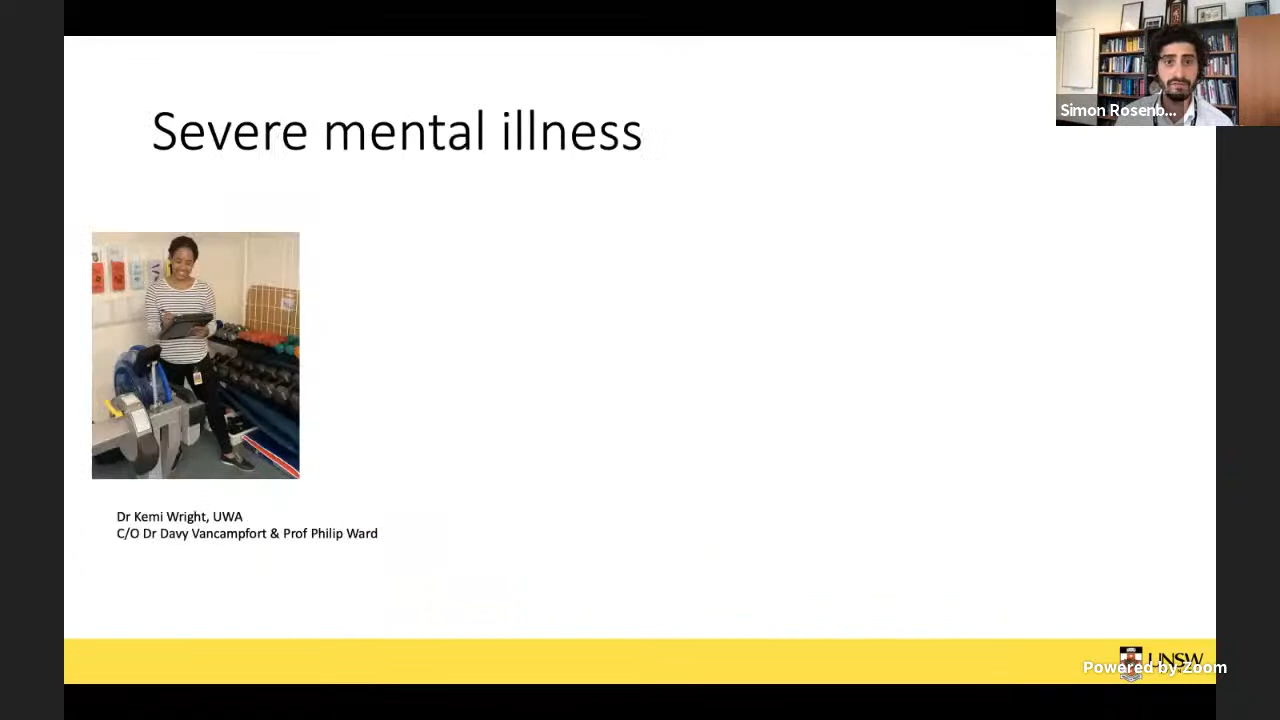 Severe mental illness
Simon Rosenb...
Dr Kemi Wright, UWA
C/O Dr Davy Vancampfort & Prof Philip Ward
UNSW
Powered by Zoom